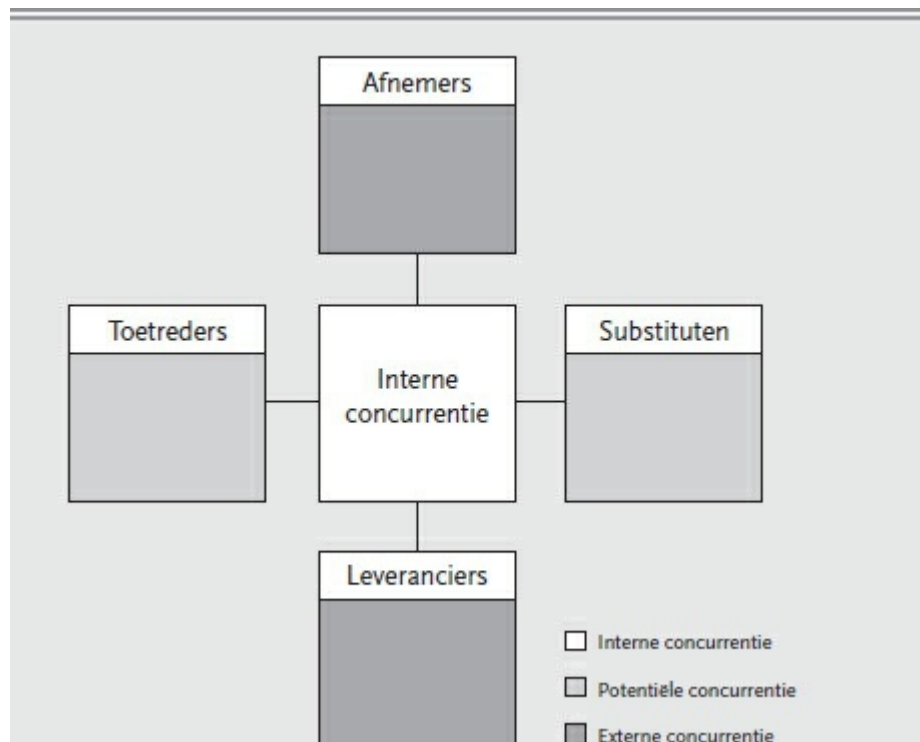 Afnemers
Toetreders
Interne
concurrentie
Substituten
Leveranciers
Interne concurrentie
Potentiële concurrentie
Externe concurrentie